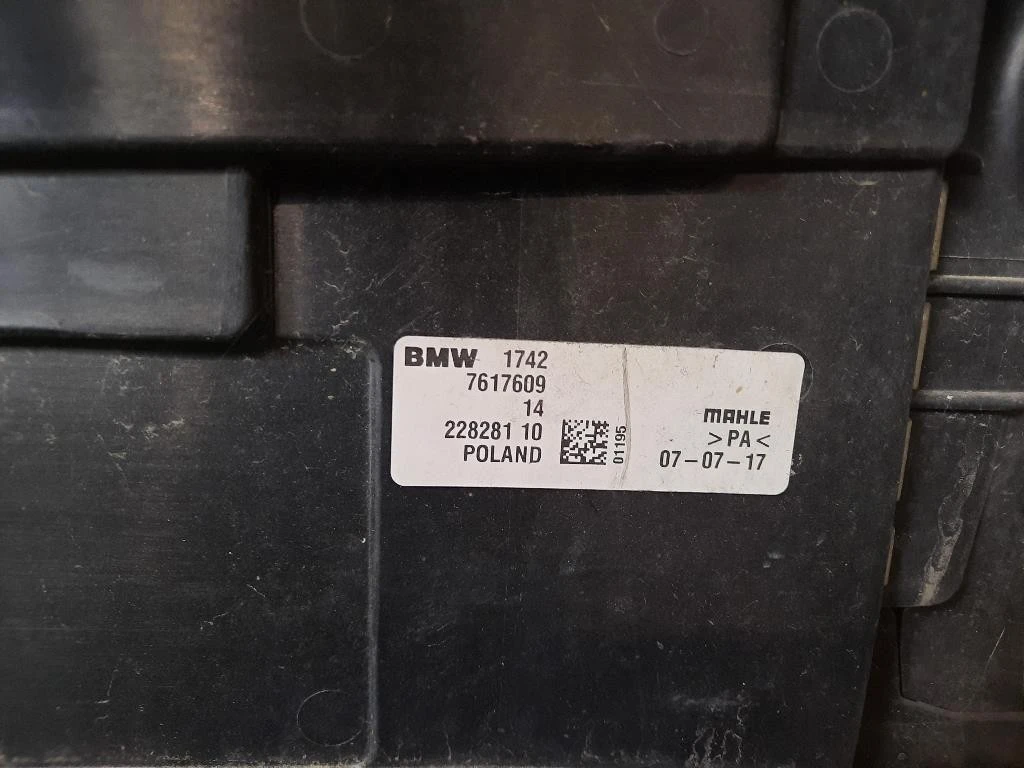 BMW 1742
7617609
14
228281 10
POLAND
01195
MAHLE
>PA<
07-07-17